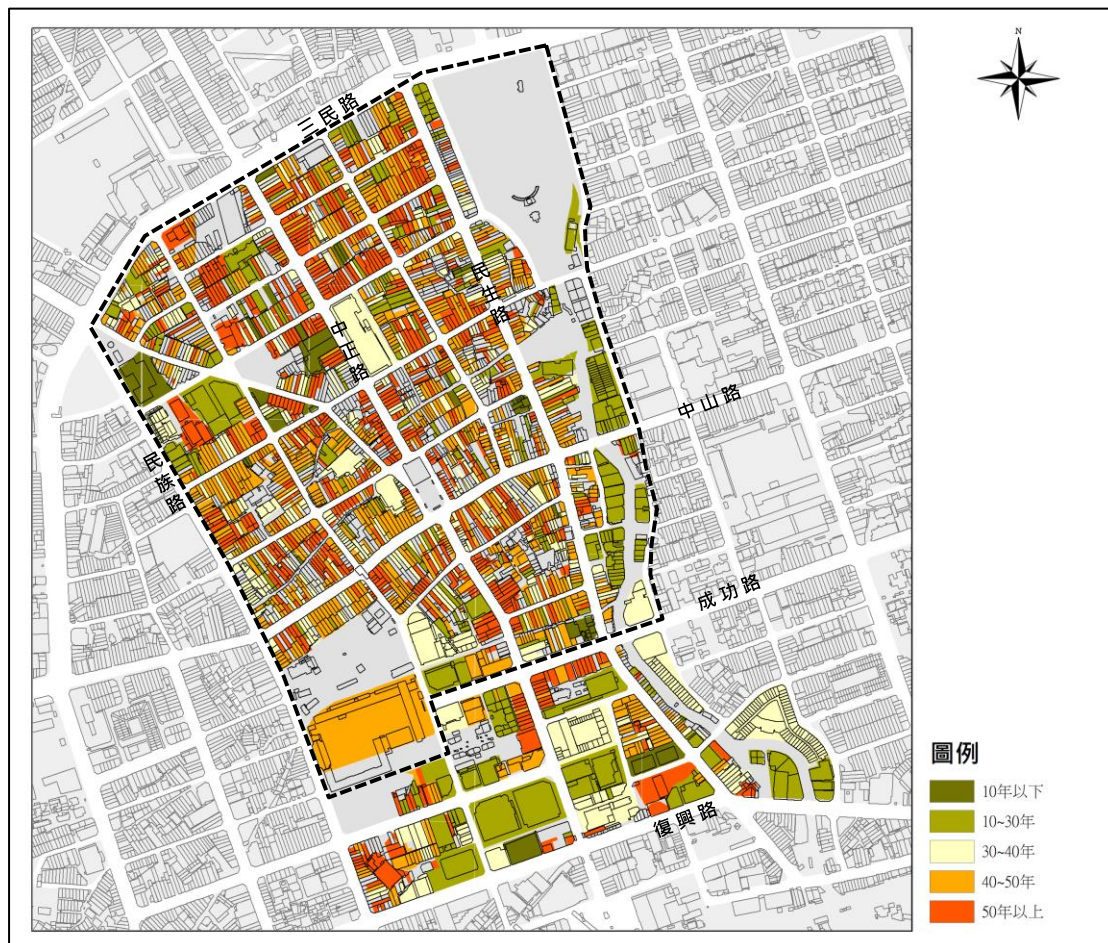 N
三民路
民生路
中正路
中山路
民族路
成功路
復興路
圖例
10年以下
10~30年
30~40年
40~50年
50年以上